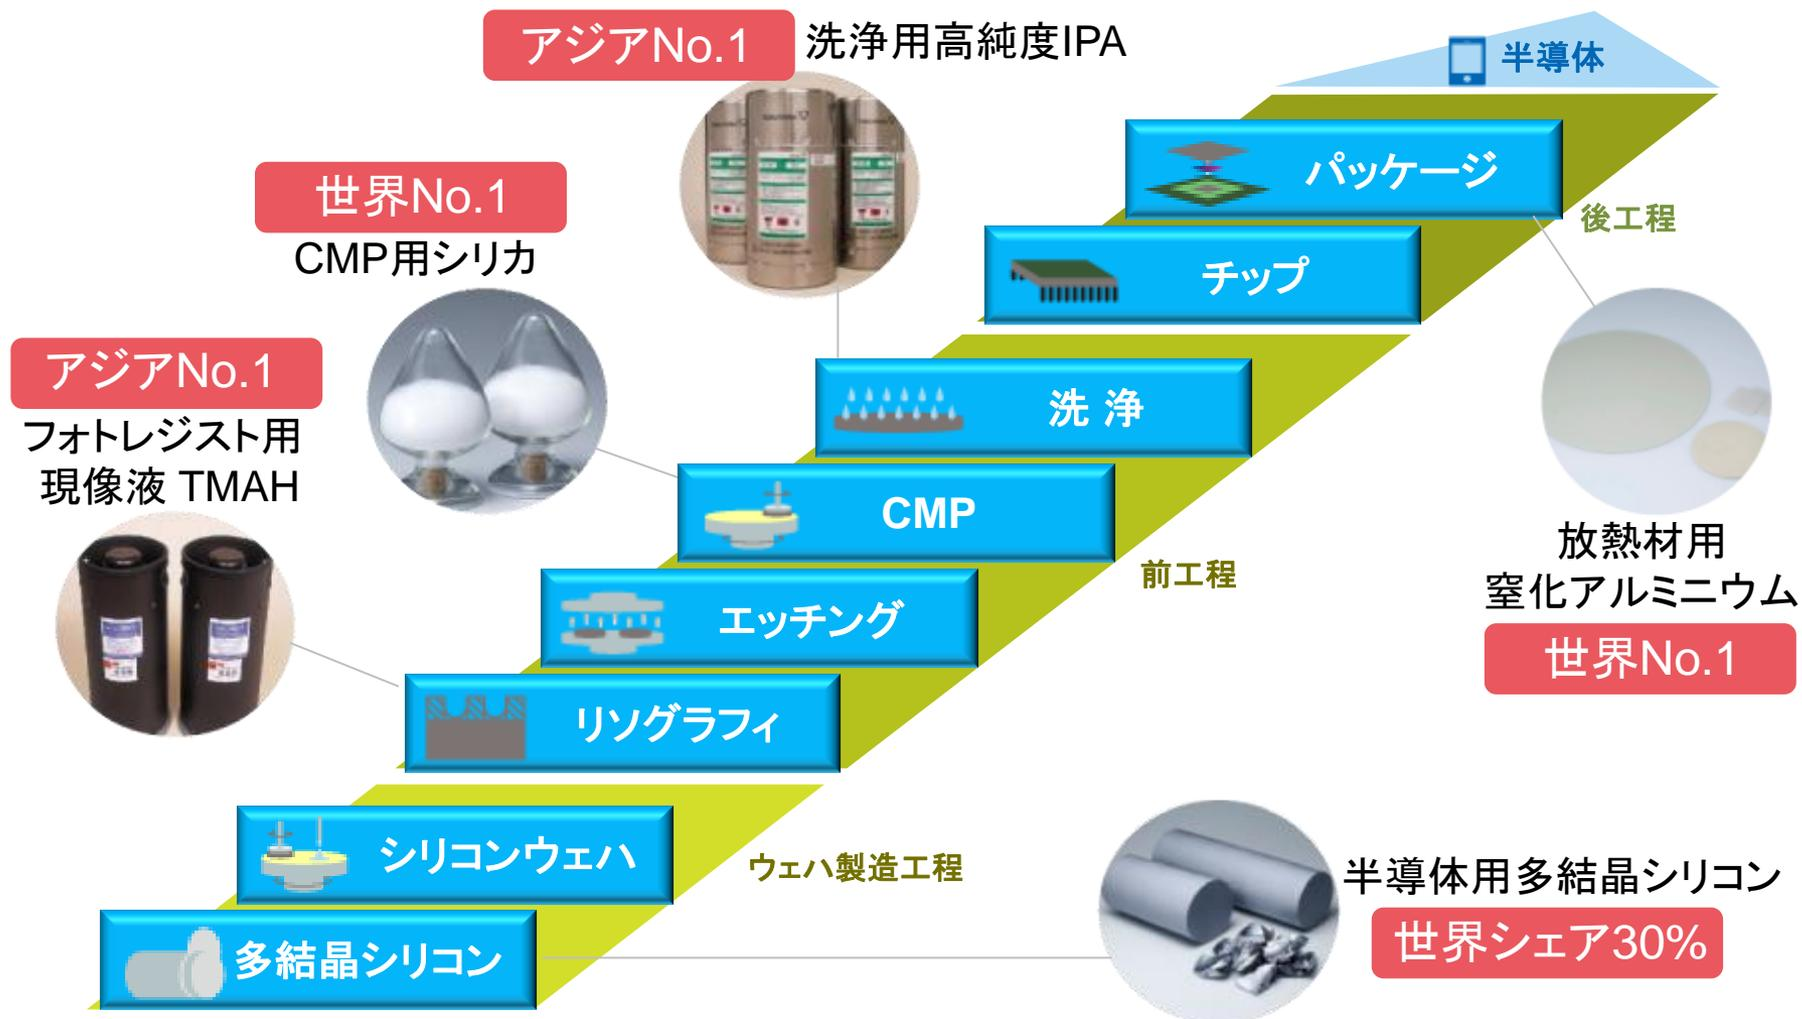 アジアNo.1
洗浄用高純度IPA
半導体
世界No.1
CMP用シリカ
パッケージ
後工程
チップ
アジアNo.1
フォトレジスト用
現像液 TMAH
洗 浄
CMP
前工程
放熱材用
窒化アルミニウム
世界No.1
エッチング
リソグラフィ
シリコンウェハ
ウェハ製造工程
半導体用多結晶シリコン
世界シェア30%
多結晶シリコン